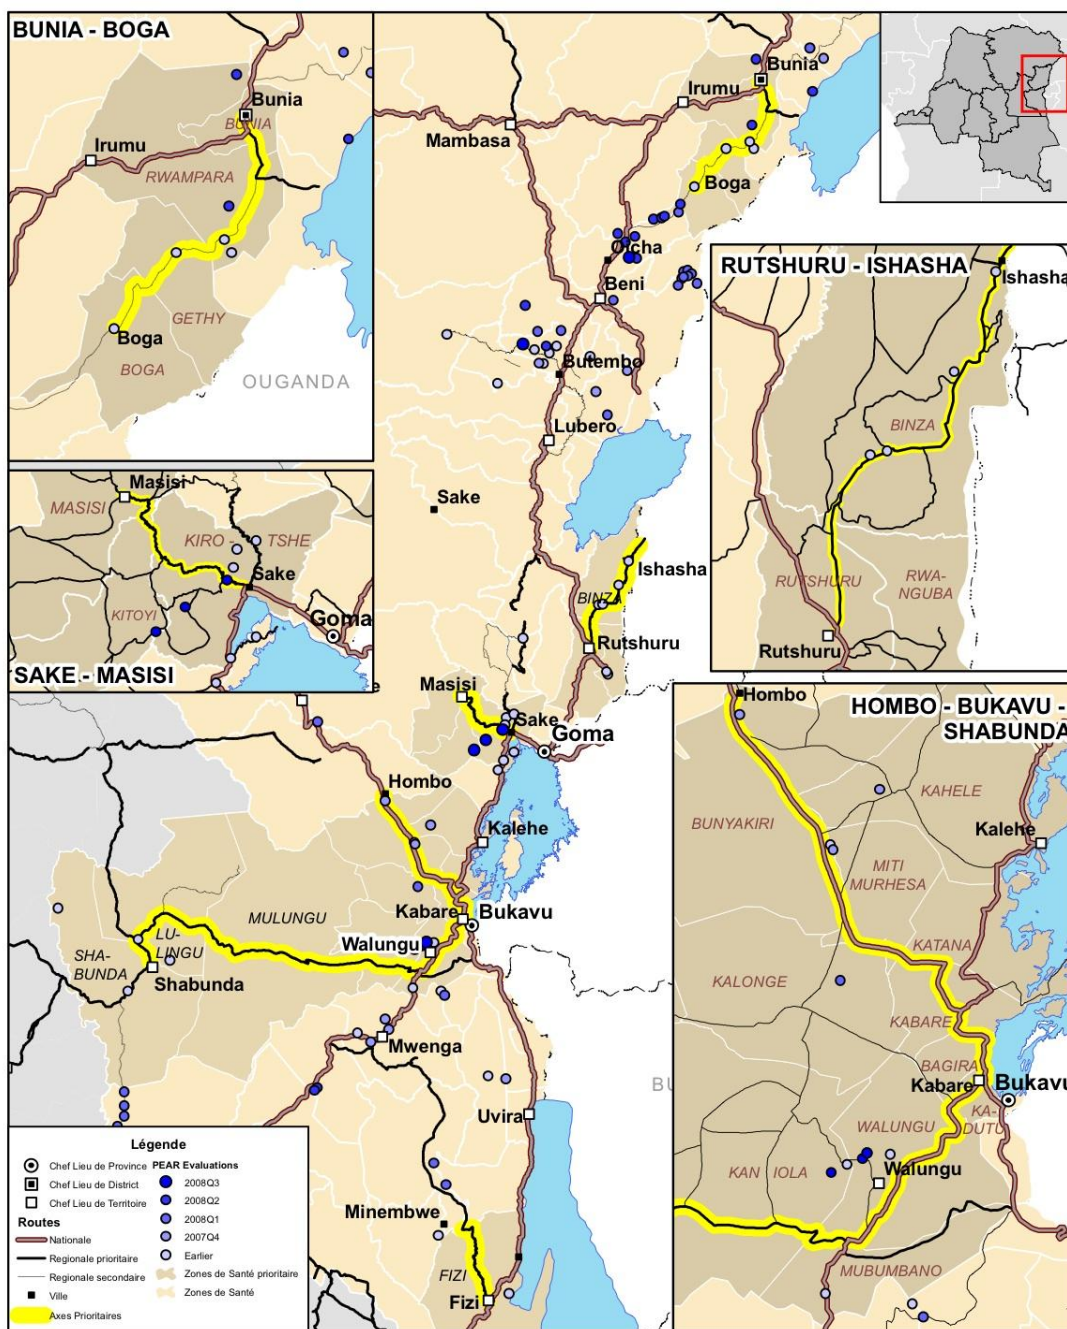 BUNIA - BOGA
Bunia
BUNIA
Irumu
RWAMPARA
GETHY
Boga
BOGA
OUGANDA
Bunia
Irumu
Mambasa
Boga
Oicha
Beni
Butembo
Lubero
Sake
Ishasha
BINZA
Rutshuru
Masisi
Sake
Goma
Hombo
Kalehe
Kabare
Bukavu
MULUNGU
Walungu
LU-
LINGU
SHA-
BUNDA
Shabunda
Mwenga
Uvira
Minembwe
FIZI
Fizi
BU
RUTSHURU - ISHASHA
Ishasha
BINZA
RUTSHURU
RWA-
NGUBA
Rutshuru
Masisi
MASISI
KIRO -
TSHE
Sake
KITOYI
Goma
SAKE - MASISI
HOMBO - BUKAVU -
SHABUNDA
Hombo
KAHELE
BUNYAKIRI
Kalehe
MITI
MURHESA
KATANA
KALONGE
KABARE
BAGIRA
Kabare
Bukavu
KA-
DUTU
WALUNGU
KAN IOLA
Walungu
MUBUMBANO
Légende
Chef Lieu de Province
Chef Lieu de District
Chef Lieu de Territoire
Routes
Nationale
Regionale prioritaire
Regionale secondaire
Ville
Axes Prioritaires
PEAR Evaluations
2008Q3
2008Q2
2008Q1
2007Q4
Earlier
Zones de Santé prioritaire
Zones de Santé